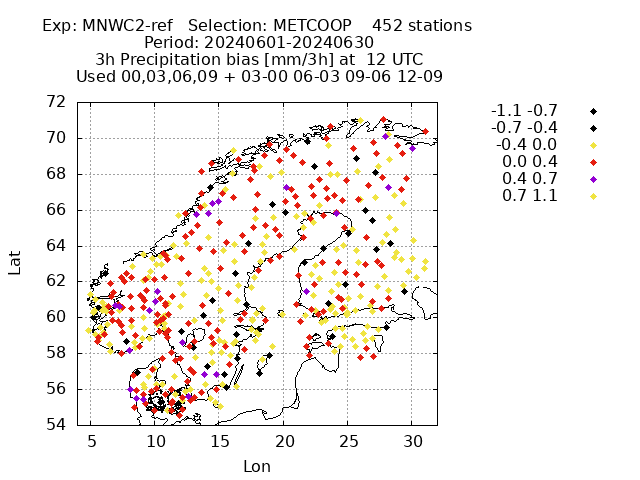 Exp: MNWC2-ref   Selection: METCOOP    452 stations
Period: 20240601-20240630
3h Precipitation bias [mm/3h] at  12 UTC
Used 00,03,06,09 + 03-00 06-03 09-06 12-09
-1.1 -0.7
-0.7 -0.4
-0.4 0.0
0.0 0.4
0.4 0.7
0.7 1.1
72
70
68
66
64
62
60
58
56
54
Lat
5 10 15 20 25 30
Lon